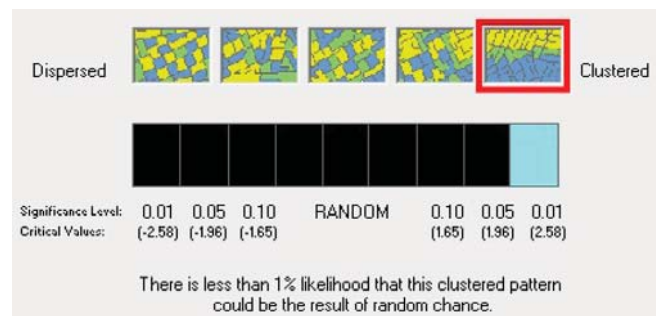 Dispersed
Clustered
Significance Level: 0.01 0.05 0.10 RANDOM 0.10 0.05 0.01
Critical Values: (-2.58) (-1.96) (-1.65) (1.65) (1.96) (2.58)
There is less than 1% likelihood that this clustered pattern
could be the result of random chance.